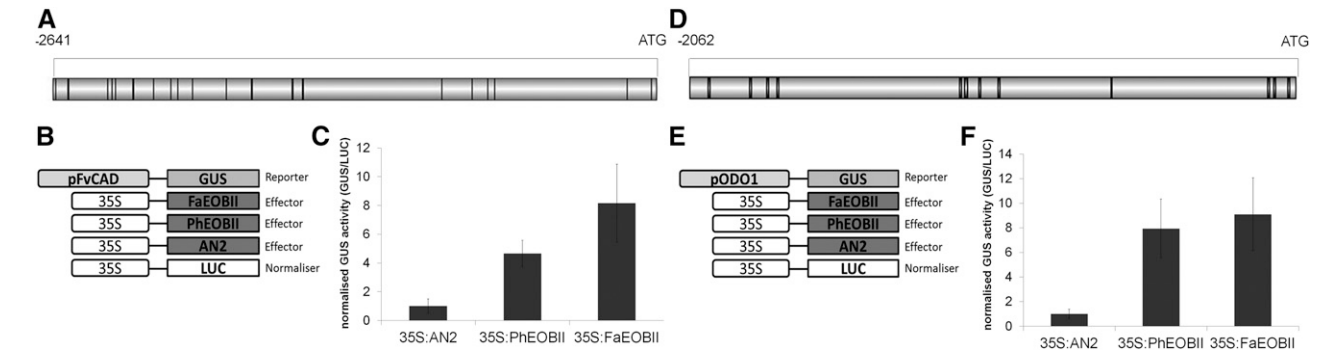 A
-2641
ATG
B
pFvCAD GUS Reporter
35S FaEOBII Effector
35S PhEOBII Effector
35S AN2 Effector
35S LUC Normaliser
C
normalised GUS activity (GUS/LUC)
12
10
8
6
4
2
0
35S:AN2 35S:PhEOBII 35S:FaEOBII
D
-2062
ATG
E
pODO1 GUS Reporter
35S FaEOBII Effector
35S PhEOBII Effector
35S AN2 Effector
35S LUC Normaliser
F
normalised GUS activity (GUS/LUC)
14
12
10
8
6
4
2
0
35S:AN2 35S:PhEOBII 35S:FaEOBII